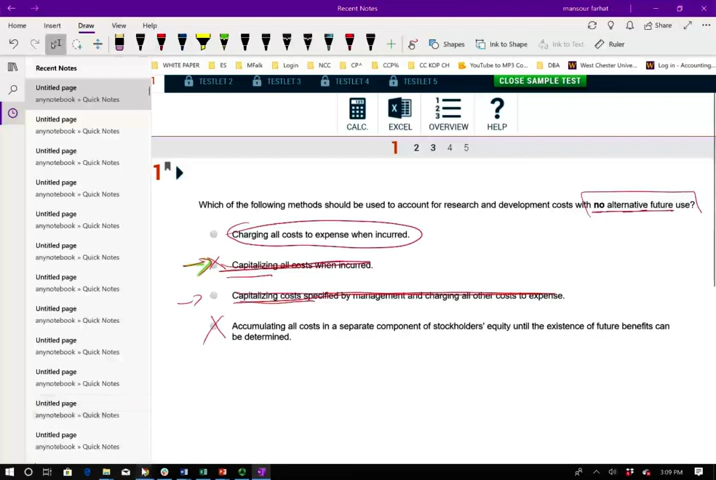 Recent Notes
mansour farhat
Home Insert Draw View Help
Share
Shapes Ink to Shape Ink to Text Ruler
Recent Notes
WHITE PAPER ES MFalk Login NCC CP^ CCP% CC KOP CH YouTube to MP3 Co... DBA West Chester Unive... Log in - Accounting...
Untitled page
anynotebook » Quick Notes
1 TESTLET 2 TESTLET 3 TESTLET 4 TESTLET 5 CLOSE SAMPLE TEST
Untitled page
anynotebook » Quick Notes
X
1
2
3
?
CALC. EXCEL OVERVIEW HELP
1 2 3 4 5
Untitled page
anynotebook » Quick Notes
1
Untitled page
anynotebook » Quick Notes
Which of the following methods should be used to account for research and development costs with no alternative future use?
Untitled page
anynotebook » Quick Notes
Charging all costs to expense when incurred.
Untitled page
anynotebook » Quick Notes
Capitalizing all costs when incurred.
Untitled page
anynotebook » Quick Notes
Capitalizing costs specified by management and charging all other costs to expense.
Untitled page
anynotebook » Quick Notes
Accumulating all costs in a separate component of stockholders' equity until the existence of future benefits can
be determined.
Untitled page
anynotebook » Quick Notes
Untitled page
anynotebook » Quick Notes
Untitled page
anynotebook » Quick Notes
Untitled page
anynotebook » Quick Notes
3:09 PM